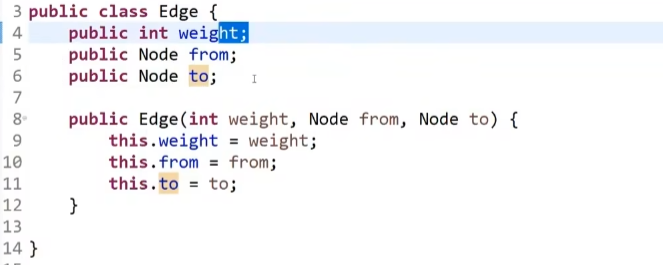 3 public class Edge {
4 public int weight;
5 public Node from;
6 public Node to;
7
8 public Edge(int weight, Node from, Node to) {
9 this.weight = weight;
10 this.from = from;
11 this.to = to;
12 }
13
14 }